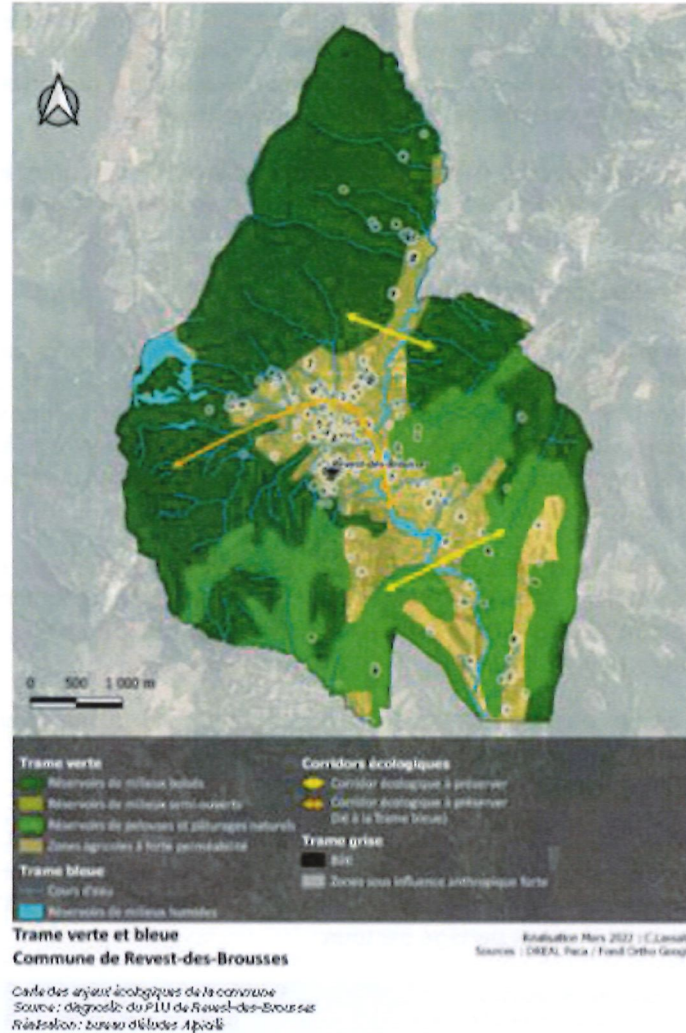 N
Revest-des-Brousses
0 500 1 000 m
Trame verte
Réservoirs de milieux boisés
Réservoirs de milieux semi-ouverts
Réservoirs de pelouses et pâturages naturels
Zones agricoles à forte perméabilité
Trame bleue
Cours d'eau
Réservoirs de milieux humides
Corridors écologiques
Corridor écologique à préserver
Corridor écologique à préserver
(lié à la Trame bleue)
Trame grise
Bâti
Zones sous influence anthropique forte
Trame verte et bleue
Commune de Revest-des-Brousses
Réalisation Mars 2022 :
Sources : DREAL Paca / Fond Ortho
Carte des enjeux écologiques de la commune
Source : diagnostic du PLU de Revest-des-Brousses
Réalisation : bureau d'études Alpicité